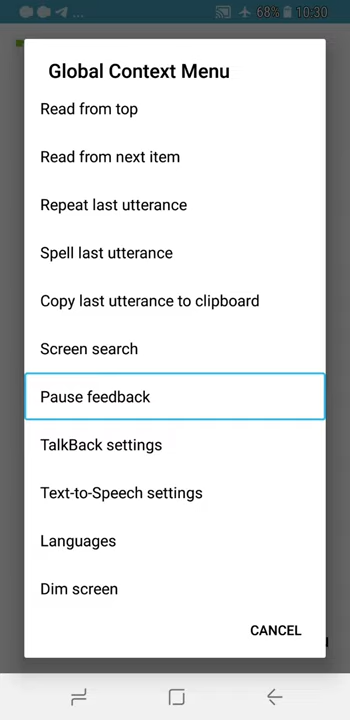 ... 68% 10:30
Global Context Menu
Read from top
Read from next item
Repeat last utterance
Spell last utterance
Copy last utterance to clipboard
Screen search
Pause feedback
TalkBack settings
Text-to-Speech settings
Languages
Dim screen
CANCEL